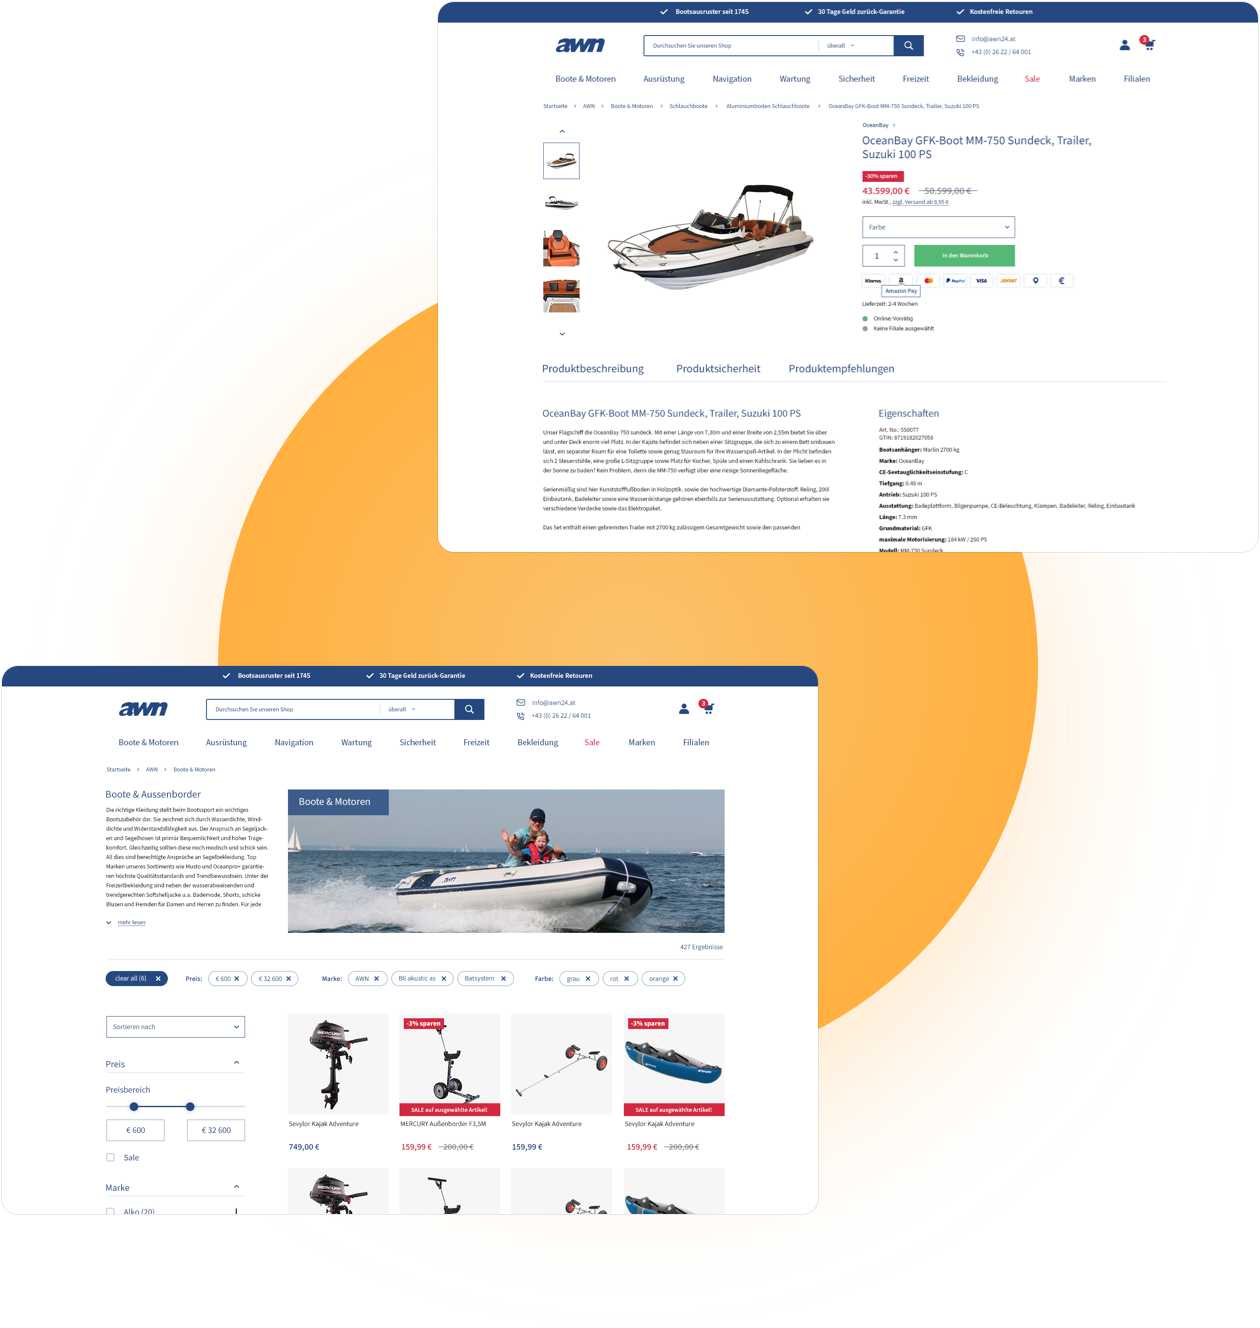 Bootsausruster seit 1745
30 Tage Geld zurück-Garantie
Kostenfreie Retouren
awn
Durchsuchen Sie unseren Shop
überall
info@awn24.at
+43 (0) 26 22 / 64 001
3
Boote & Motoren
Ausrüstung
Navigation
Wartung
Sicherheit
Freizeit
Bekleidung
Sale
Marken
Filialen
Startseite › AWN › Boote & Motoren › Schlauchboote › Aluminiumboden Schlauchboote › OceanBay GFK-Boot MM-750 Sundeck, Trailer, Suzuki 100 PS
OceanBay ›
OceanBay GFK-Boot MM-750 Sundeck, Trailer,
Suzuki 100 PS
-30% sparen
43.599,00 € 50.599,00 €
inkl. MwSt., zzgl. Versand ab 6,95 €
Farbe
1
In den Warenkorb
Klarna.
a
PayPal
VISA
SOFORT
€
Amazon Pay
Lieferzeit: 2-4 Wochen
Online: Vorrätig
Keine Filiale ausgewählt
Produktbeschreibung
Produktsicherheit
Produktempfehlungen
OceanBay GFK-Boot MM-750 Sundeck, Trailer, Suzuki 100 PS
Unser Flagschiff die OceanBay 750 sundeck. Mit einer Länge von 7,30m und einer Breite von 2,55m bietet Sie über
und unter Deck enorm viel Platz. In der Kajüte befindet sich neben einer Sitzgruppe, die sich zu einem Bett umbauen
lässt, ein separater Raum für eine Toilette sowie genug Stauraum für Ihre Wasserspaß-Artikel. In der Plicht befinden
sich 2 Steuerstühle, eine große L-Sitzgruppe sowie Platz für Kocher, Spüle und einen Kühlschrank. Sie lieben es in
der Sonne zu baden? Kein Problem, denn die MM-750 verfügt über eine riesige Sonnenliegefläche.
Serienmäßig sind hier Kunststofffußboden in Holzoptik, sowie der hochwertige Diamante-Polsterstoff. Reling, 200l
Einbautank, Badeleiter sowie eine Wasserskistange gehören ebenfalls zur Serienausstattung. Optional erhalten sie
verschiedene Verdecke sowie das Elektropaket.
Das Set enthält einen gebremsten Trailer mit 2700 kg zulässigem Gesamtgewicht sowie den passenden
Eigenschaften
Art. No.: 5500TT
GTIN: 8719162027056
Bootsanhänger: Marlin 2700 kg
Marke: OceanBay
CE-Seetauglichkeitseinstufung: C
Tiefgang: 0.48 m
Antrieb: Suzuki 100 PS
Ausstattung: Badeplattform, Bilgenpumpe, CE-Beleuchtung, Klampen, Badeleiter, Reling, Einbautank
Länge: 7.3 mm
Grundmaterial: GFK
maximale Motorisierung: 184 kW / 250 PS
Modell: MM-750 Sundeck
Bootsausruster seit 1745
30 Tage Geld zurück-Garantie
Kostenfreie Retouren
awn
Durchsuchen Sie unseren Shop
überall
info@awn24.at
+43 (0) 26 22 / 64 001
3
Boote & Motoren
Ausrüstung
Navigation
Wartung
Sicherheit
Freizeit
Bekleidung
Sale
Marken
Filialen
Startseite › AWN › Boote & Motoren
Boote & Aussenborder
Die richtige Kleidung stellt beim Bootssport ein wichtiges
Bootszubehör dar. Sie zeichnet sich durch Wasserdichte, Wind-
dichte und Widerstandsfähigkeit aus. Der Anspruch an Segeljack-
en und Segelhosen ist primär Bequemlichkeit und hoher Trage-
komfort. Gleichzeitig sollten diese noch modisch und schick sein.
All dies sind berechtigte Ansprüche an Segelbekleidung. Top
Marken unseres Sortiments wie Musto und Oceanpro+ garantie-
ren höchste Qualitätsstandards und Trendbewusstsein. Unter der
Freizeitbekleidung sind neben der wasserabweisenden und
trendgerechten Softshelljacke u.a. Bademode, Shorts, schicke
Blusen und Hemden für Damen und Herren zu finden. Für jede
mehr lesen
Boote & Motoren
awn
427 Ergebnisse
clear all (6)
Preis:
€ 600
€ 32 600
Marke:
AWN
B6 akustic as
Batsystem
Farbe:
grau
rot
orange
Sortieren nach
Preis
Preisbereich
€ 600
€ 32 600
Sale
Marke
Alko (20)
MERCURY
-3% sparen
-3% sparen
SALE auf ausgewählte Artikel!
SALE auf ausgewählte Artikel!
Sevylor Kajak Adventure
MERCURY Außenborder F3,5M
Sevylor Kajak Adventure
Sevylor Kajak Adventure
749,00 €
159,99 € 200,00 €
159,99 €
159,99 € 200,00 €
MERCURY